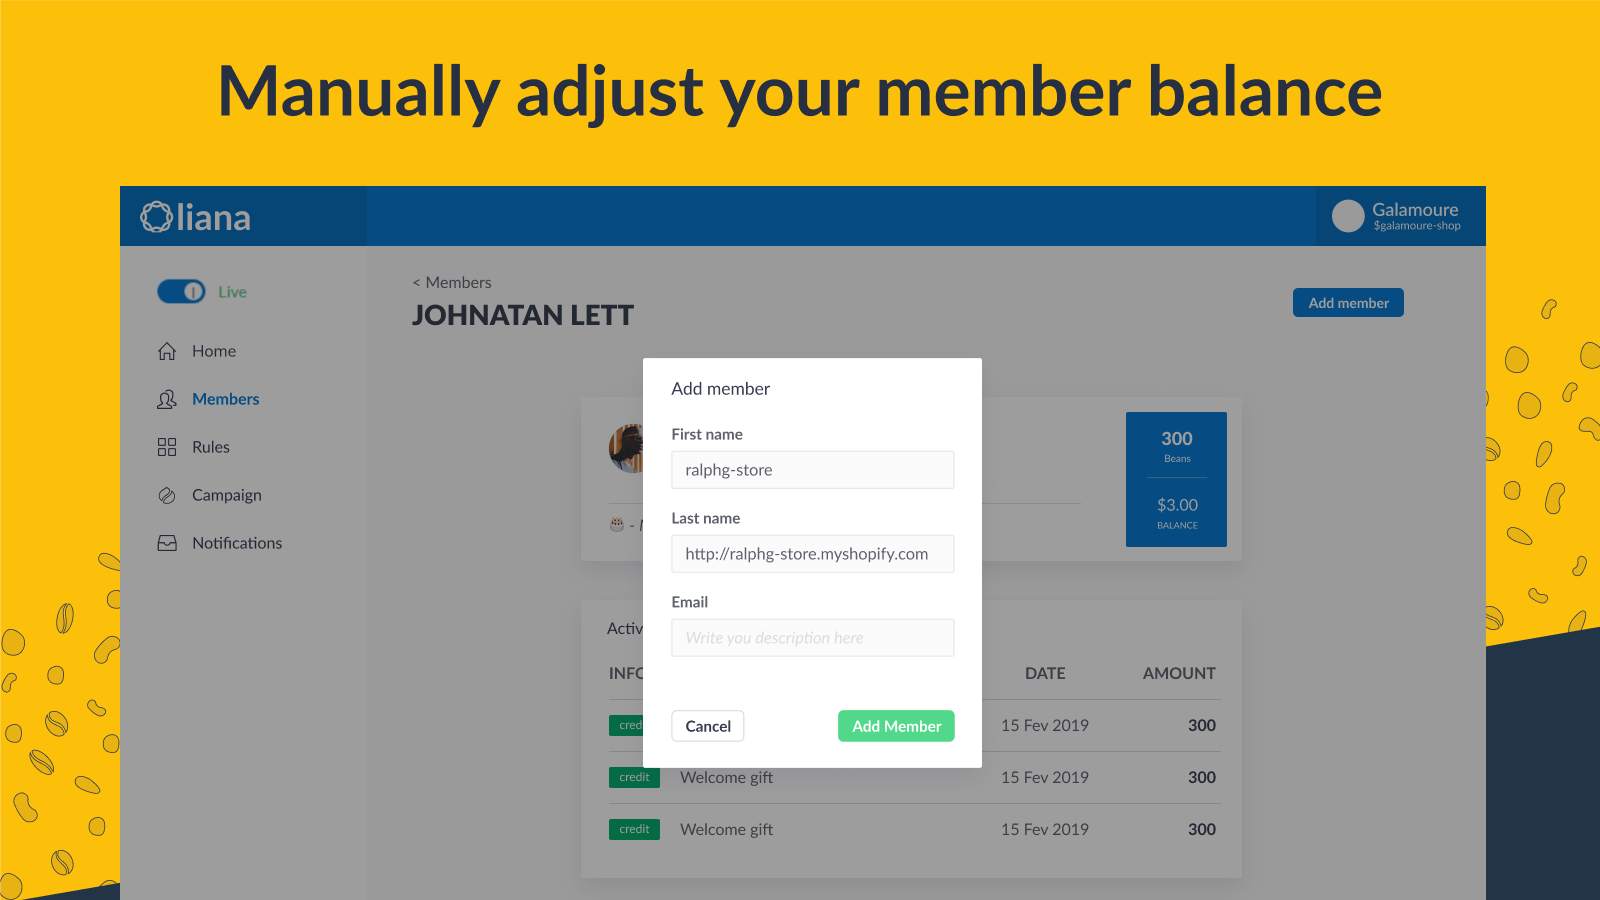 Manually adjust your member balance
liana
Galamoure
$galamoure-shop
Live
Home
Members
Rules
Campaign
Notifications
< Members
JOHNATAN LETT
Add member
300
Beans
$3.00
BALANCE
Add member
First name
ralphg-store
Last name
http://ralphg-store.myshopify.com
Email
Write you description here
Cancel
Add Member
DATE AMOUNT
15 Fev 2019 300
credit Welcome gift 15 Fev 2019 300
credit Welcome gift 15 Fev 2019 300